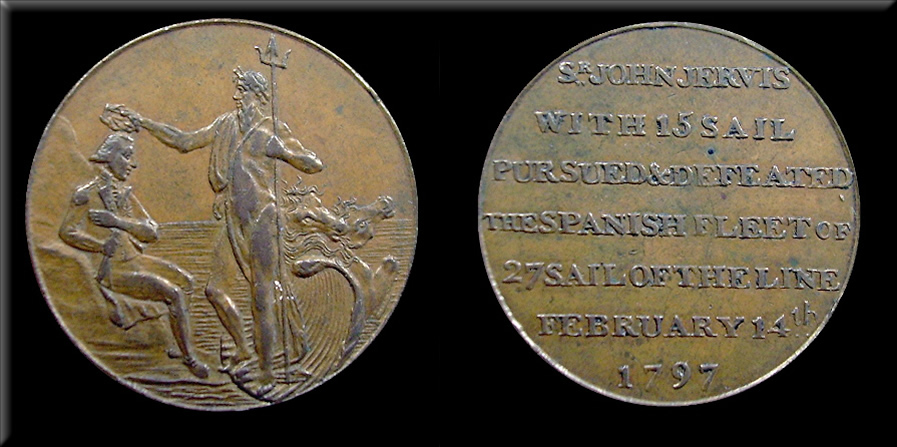 SR. JOHN JERVIS
WITH 15 SAIL
PURSUED & DEFEATED
THE SPANISH FLEET OF
27 SAIL OF THE LINE
FEBRUARY 14th
1797